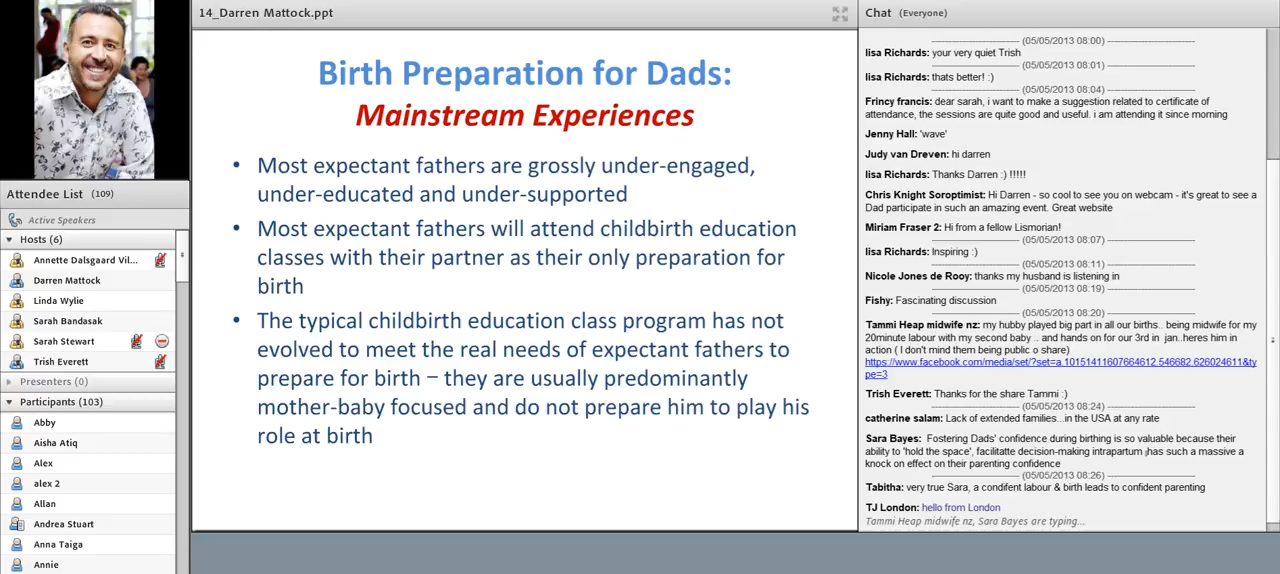 14_Darren Mattock.ppt
Birth Preparation for Dads:
Mainstream Experiences
• Most expectant fathers are grossly under-engaged,
under-educated and under-supported
• Most expectant fathers will attend childbirth education
classes with their partner as their only preparation for
birth
• The typical childbirth education class program has not
evolved to meet the real needs of expectant fathers to
prepare for birth – they are usually predominantly
mother-baby focused and do not prepare him to play his
role at birth
Attendee List (109)
Active Speakers
Hosts (6)
Annette Dalsgaard Vil...
Darren Mattock
Linda Wylie
Sarah Bandasak
Sarah Stewart
Trish Everett
Presenters (0)
Participants (103)
Abby
Aisha Atiq
Alex
alex 2
Allan
Andrea Stuart
Anna Taiga
Annie
Chat (Everyone)
(05/05/2013 08:00)
lisa Richards: your very quiet Trish
(05/05/2013 08:01)
lisa Richards: thats better! :)
(05/05/2013 08:04)
Frincy francis: dear sarah, i want to make a suggestion related to certificate of
attendance, the sessions are quite good and useful. i am attending it since morning
Jenny Hall: 'wave'
Judy van Dreven: hi darren
lisa Richards: Thanks Darren :) !!!!!
Chris Knight Soroptimist: Hi Darren - so cool to see you on webcam - it's great to see a
Dad participate in such an amazing event. Great website
Miriam Fraser 2: Hi from a fellow Lismorian!
(05/05/2013 08:07)
lisa Richards: Inspiring :)
(05/05/2013 08:11)
Nicole Jones de Rooy: thanks my husband is listening in
(05/05/2013 08:19)
Fishy: Fascinating discussion
(05/05/2013 08:20)
Tammi Heap midwife nz: my hubby played big part in all our births.. being midwife for my
20minute labour with my second baby .. and hands on for our 3rd in jan..heres him in
action ( I don't mind them being public o share)
https://www.facebook.com/media/set/?set=a.10151411607664612.546682.626024611&ty
pe=3
Trish Everett: Thanks for the share Tammi :)
(05/05/2013 08:24)
catherine salam: Lack of extended families...in the USA at any rate
Sara Bayes: Fostering Dads' confidence during birthing is so valuable because their
ability to 'hold the space', facilitatte decision-making intrapartum has such a massive a
knock on effect on their parenting confidence
(05/05/2013 08:26)
Tabitha: very true Sara, a condifent labour & birth leads to confident parenting
TJ London: hello from London
Tammi Heap midwife nz, Sara Bayes are typing...